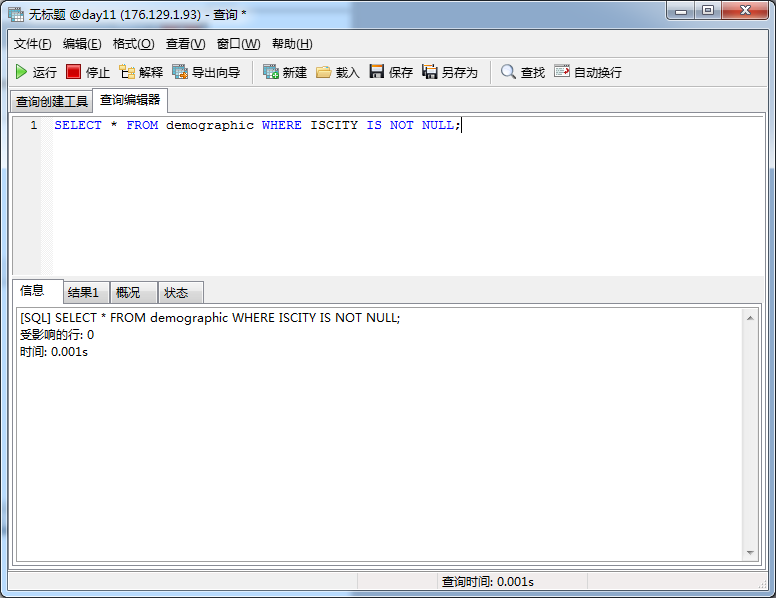 无标题 @day11 (176.129.1.93) - 查询 *
文件(F) 编辑(E) 格式(O) 查看(V) 窗口(W) 帮助(H)
运行 停止 解释 导出向导 新建 载入 保存 另存为 查找 自动换行
查询创建工具 查询编辑器
1 SELECT * FROM demographic WHERE ISCITY IS NOT NULL;
信息 结果1 概况 状态
[SQL] SELECT * FROM demographic WHERE ISCITY IS NOT NULL;
受影响的行: 0
时间: 0.001s
查询时间: 0.001s